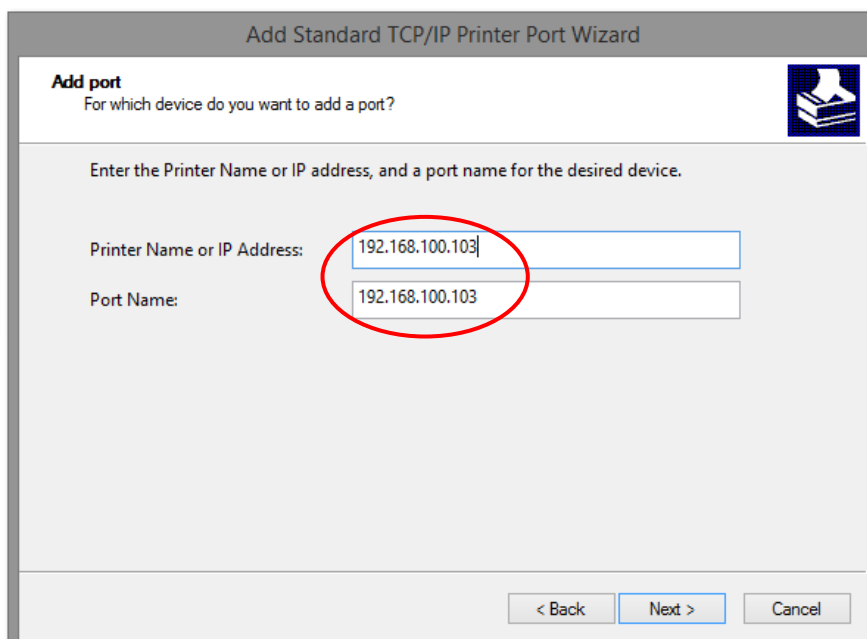 Add Standard TCP/IP Printer Port Wizard
Add port
For which device do you want to add a port?
Enter the Printer Name or IP address, and a port name for the desired device.
Printer Name or IP Address: 192.168.100.103
Port Name: 192.168.100.103
< Back Next > Cancel